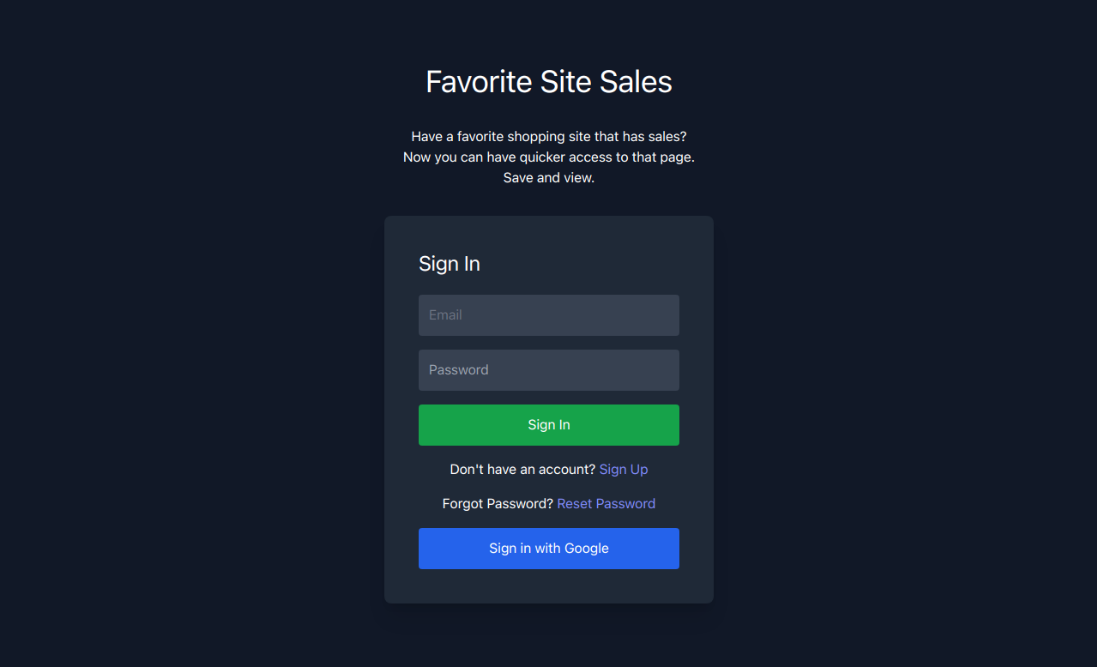 Favorite Site Sales
Have a favorite shopping site that has sales?
Now you can have quicker access to that page.
Save and view.
Sign In
Email
Password
Sign In
Don't have an account? Sign Up
Forgot Password? Reset Password
Sign in with Google